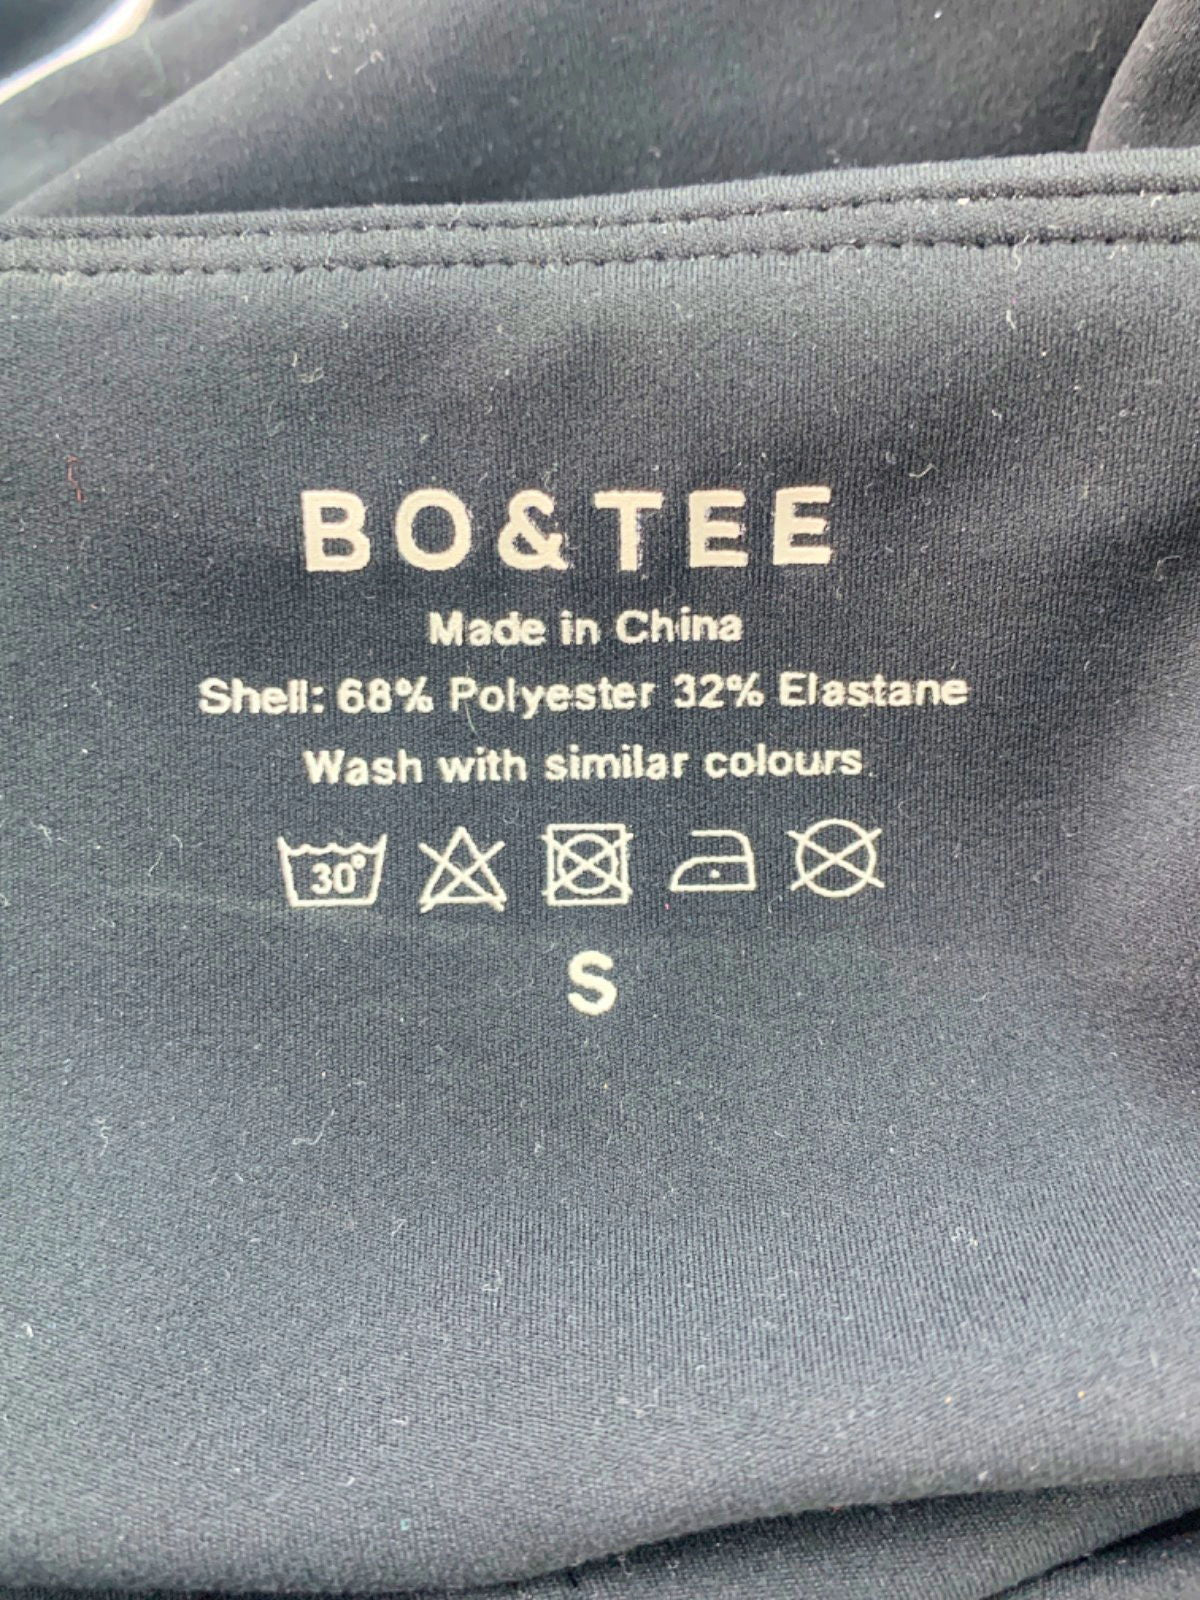 BO&TEE
Made in China
Shell: 68% Polyester 32% Elastane
Wash with similar colours
30°
S